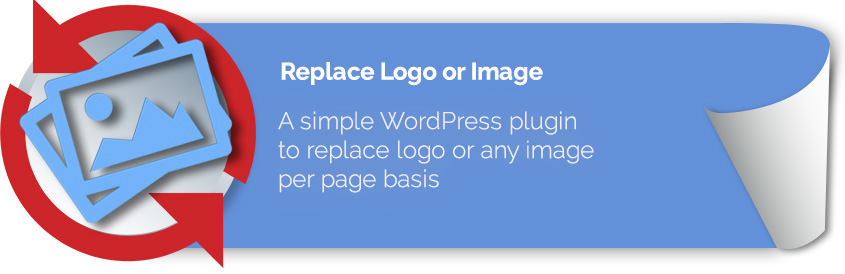 Replace Logo or Image
A simple WordPress plugin
to replace logo or any image
per page basis